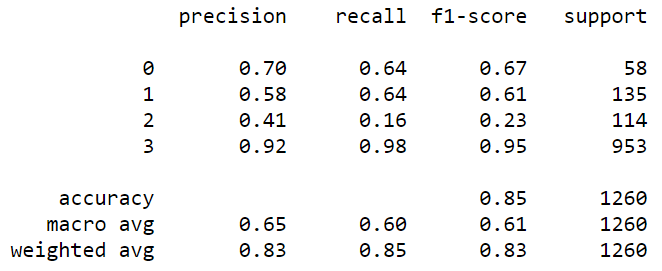 precision recall f1-score support
0 0.70 0.64 0.67 58
1 0.58 0.64 0.61 135
2 0.41 0.16 0.23 114
3 0.92 0.98 0.95 953
accuracy 0.85 1260
macro avg 0.65 0.60 0.61 1260
weighted avg 0.83 0.85 0.83 1260